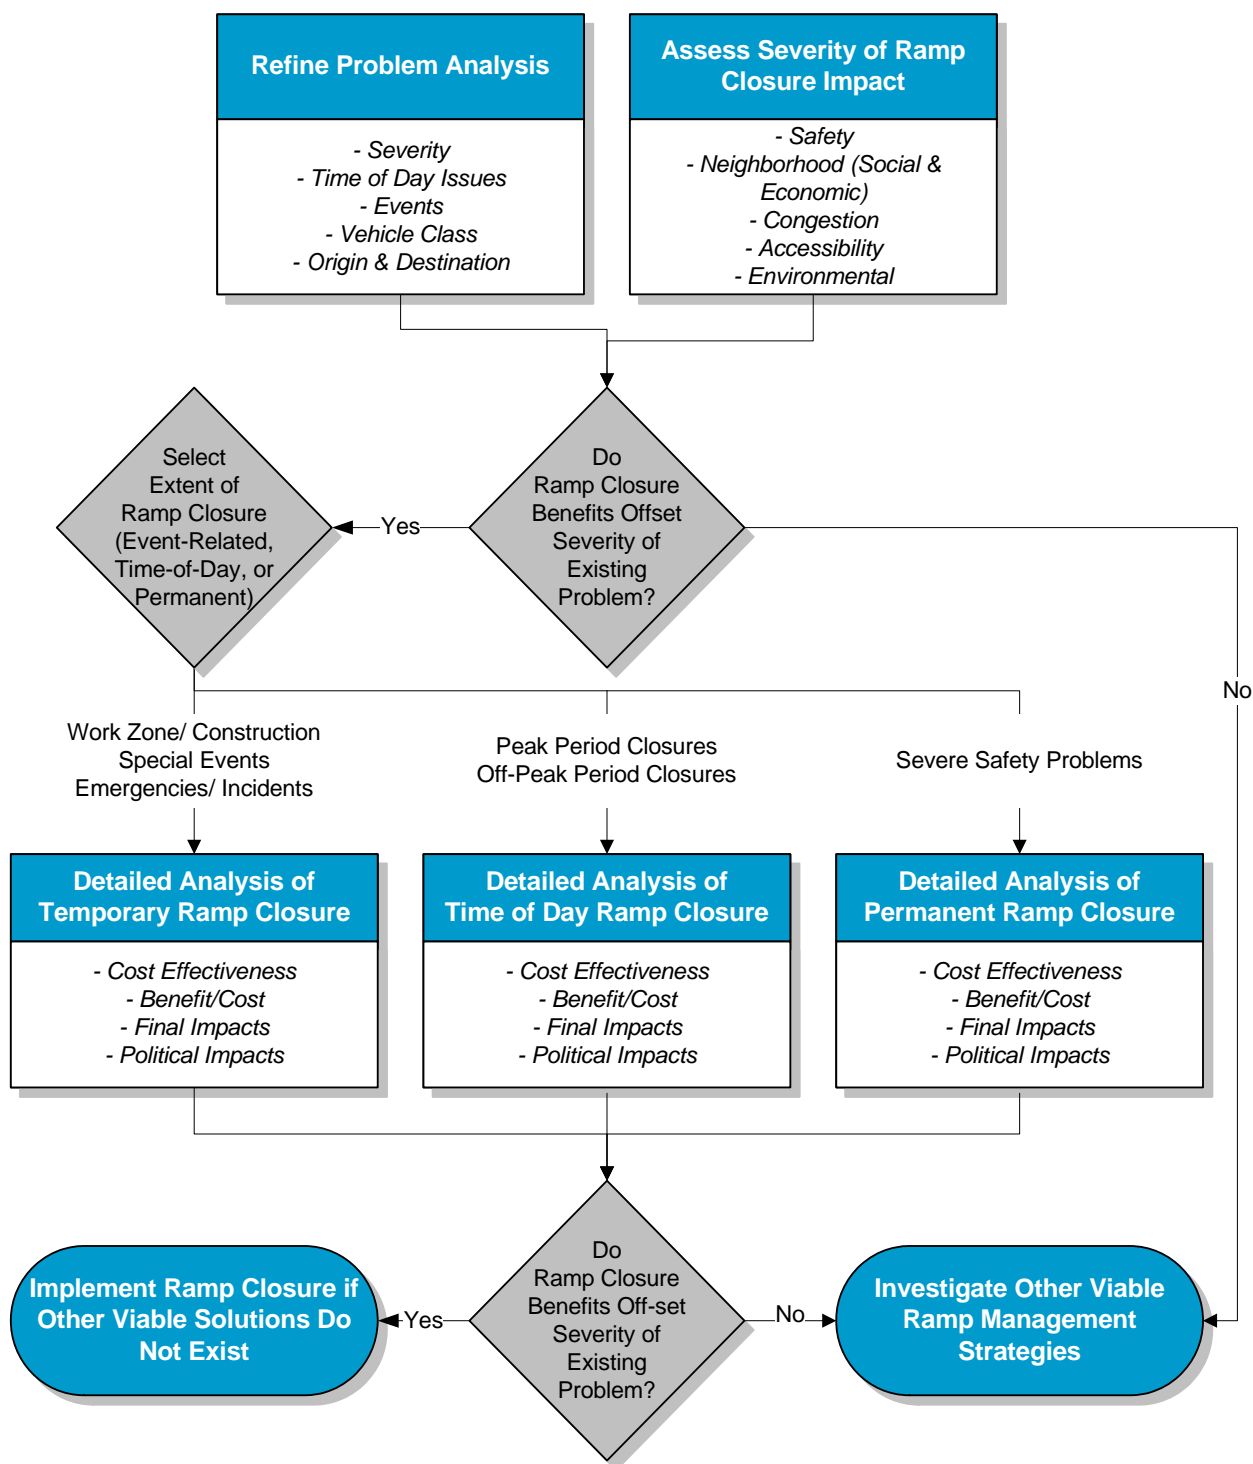 Refine Problem Analysis
- Severity
- Time of Day Issues
- Events
- Vehicle Class
- Origin & Destination
Assess Severity of Ramp
Closure Impact
- Safety
- Neighborhood (Social &
Economic)
- Congestion
- Accessibility
- Environmental
Select
Extent of
Ramp Closure
(Event-Related,
Time-of-Day, or
Permanent)
Yes
Do
Ramp Closure
Benefits Offset
Severity of
Existing
Problem?
No
Work Zone/ Construction
Special Events
Emergencies/ Incidents
Peak Period Closures
Off-Peak Period Closures
Severe Safety Problems
Detailed Analysis of
Temporary Ramp Closure
- Cost Effectiveness
- Benefit/Cost
- Final Impacts
- Political Impacts
Detailed Analysis of
Time of Day Ramp Closure
- Cost Effectiveness
- Benefit/Cost
- Final Impacts
- Political Impacts
Detailed Analysis of
Permanent Ramp Closure
- Cost Effectiveness
- Benefit/Cost
- Final Impacts
- Political Impacts
Implement Ramp Closure if
Other Viable Solutions Do
Not Exist
Yes
Do
Ramp Closure
Benefits Off-set
Severity of
Existing
Problem?
No
Investigate Other Viable
Ramp Management
Strategies